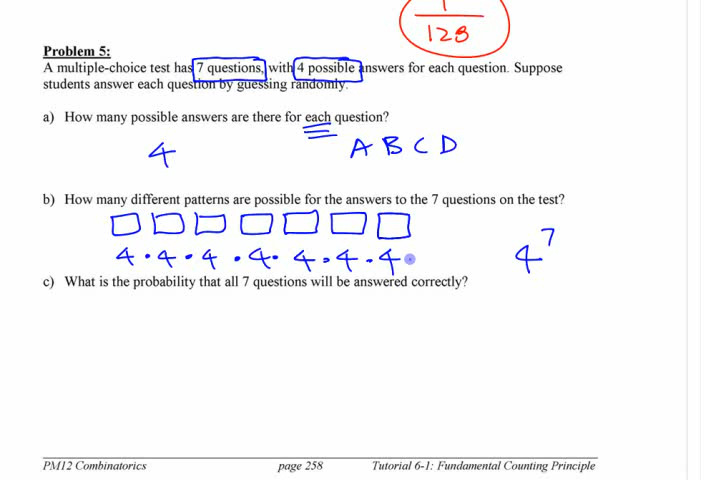 1
128
Problem 5:
A multiple-choice test has 7 questions, with 4 possible answers for each question. Suppose
students answer each question by guessing randomly.
a) How many possible answers are there for each question?
4 A B C D
b) How many different patterns are possible for the answers to the 7 questions on the test?
4 · 4 · 4 · 4 · 4 · 4 · 4 4^7
c) What is the probability that all 7 questions will be answered correctly?
PM12 Combinatorics page 258 Tutorial 6-1: Fundamental Counting Principle